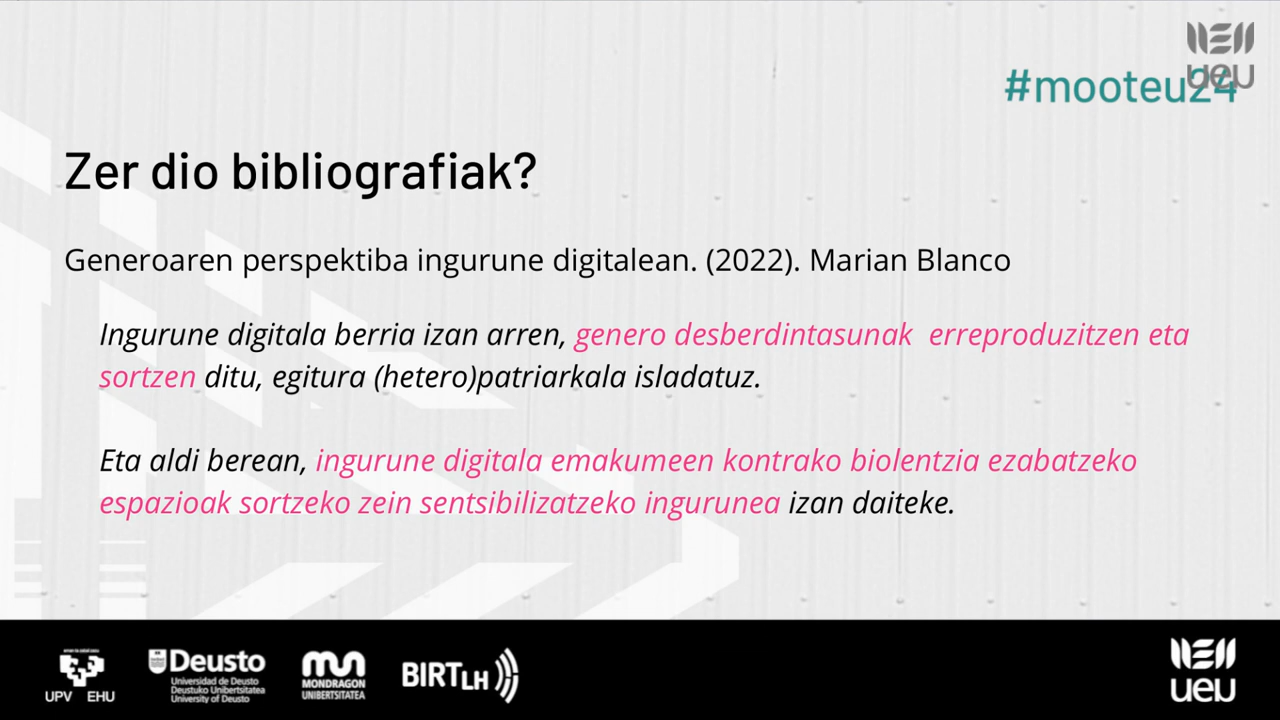 ueu
#mooteu24
Zer dio bibliografiak?
Generoaren perspektiba ingurune digitalean. (2022). Marian Blanco
Ingurune digitala berria izan arren, genero desberdintasunak erreproduzitzen eta
sortzen ditu, egitura (hetero)patriarkala isladatuz.
Eta aldi berean, ingurune digitala emakumeen kontrako biolentzia ezabatzeko
espazioak sortzeko zein sentsibilizatzeko ingurunea izan daiteke.
UPV EHU
Deusto
Universidad de Deusto
Deustuko Unibertsitatea
University of Deusto
MONDRAGON
UNIBERTSITATEA
BIRTLH
ueu